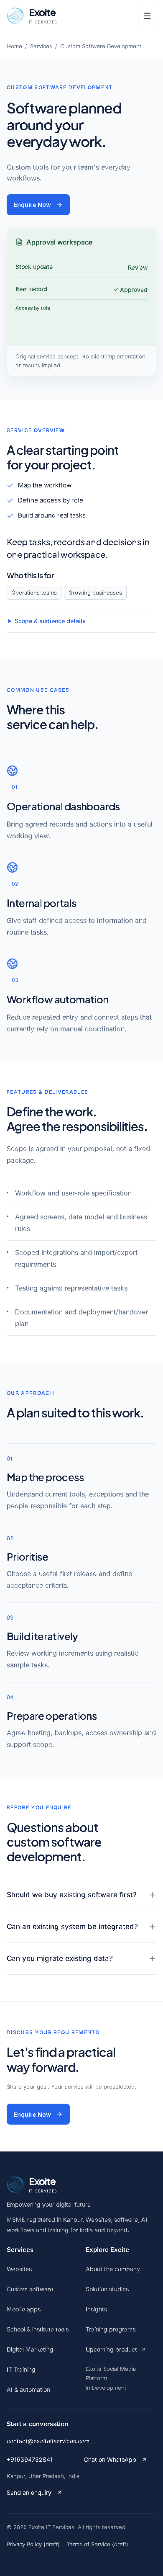 Exoite
IT SERVICES
Home / Services / Custom Software Development
CUSTOM SOFTWARE DEVELOPMENT
Software planned
around your
everyday work.
Custom tools for your team's everyday
workflows.
Enquire Now →
Approval workspace
Stock update Review
Item record ✓ Approved
Access by role
Original service concept. No client implementation
or results implied.
SERVICE OVERVIEW
A clear starting point
for your project.
✓ Map the workflow
✓ Define access by role
✓ Build around real tasks
Keep tasks, records and decisions in
one practical workspace.
Who this is for
Operations teams Growing businesses
▶ Scope & audience details
COMMON USE CASES
Where this
service can help.
01
Operational dashboards
Bring agreed records and actions into a useful
working view.
02
Internal portals
Give staff defined access to information and
routine tasks.
03
Workflow automation
Reduce repeated entry and connect steps that
currently rely on manual coordination.
FEATURES & DELIVERABLES
Define the work.
Agree the responsibilities.
Scope is agreed in your proposal, not a fixed
package.
• Workflow and user-role specification
• Agreed screens, data model and business
rules
• Scoped integrations and import/export
requirements
• Testing against representative tasks
• Documentation and deployment/handover
plan
OUR APPROACH
A plan suited to this work.
01
Map the process
Understand current tools, exceptions and the
people responsible for each step.
02
Prioritise
Choose a useful first release and define
acceptance criteria.
03
Build iteratively
Review working increments using realistic
sample tasks.
04
Prepare operations
Agree hosting, backups, access ownership and
support scope.
BEFORE YOU ENQUIRE
Questions about
custom software
development.
Should we buy existing software first? +
Can an existing system be integrated? +
Can you migrate existing data? +
DISCUSS YOUR REQUIREMENTS
Let's find a practical
way forward.
Share your goal. Your service will be preselected.
Enquire Now →
Exoite
IT SERVICES
Empowering your digital future
MSME-registered in Kanpur. Websites, software, AI
workflows and training for India and beyond.
Services Explore Exoite
Websites About the company
Custom software Solution studies
Mobile apps Insights
School & institute tools Training programs
Digital Marketing Upcoming product ↗
IT Training Exoite Social Media
Platform
In Development
AI & automation
Start a conversation
contact@exoiteitservices.com
+916394732841 Chat on WhatsApp ↗
Kanpur, Uttar Pradesh, India
Send an enquiry ↗
© 2026 Exoite IT Services. All rights reserved.
Privacy Policy (draft) Terms of Service (draft)